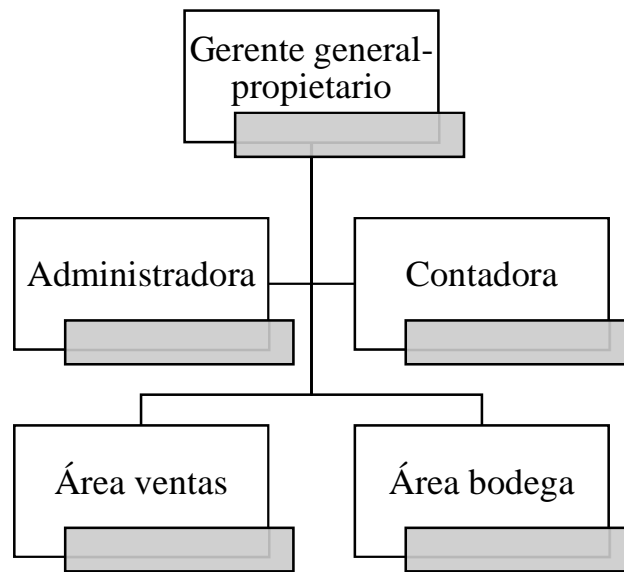 Gerente general-
propietario
Administradora
Contadora
Área ventas
Área bodega